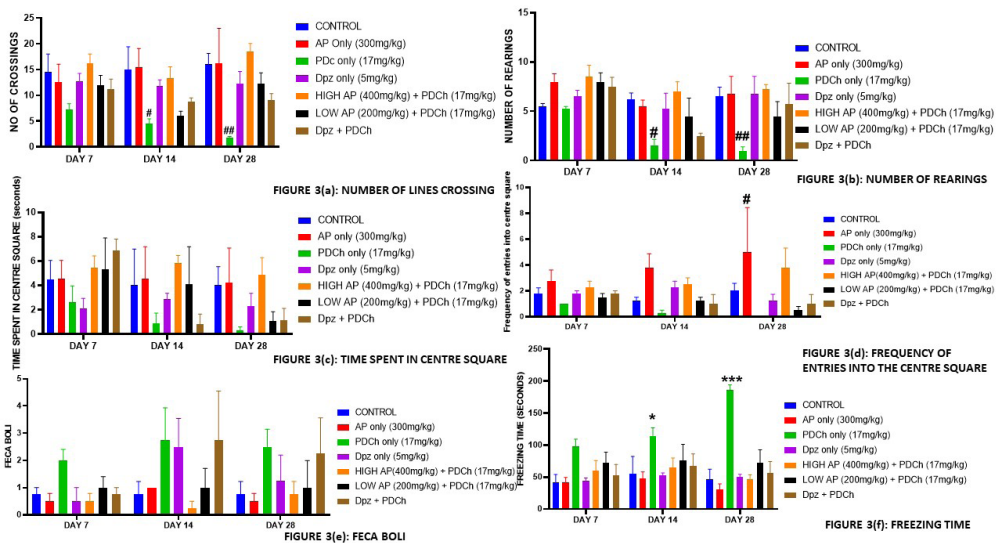 NO OF CROSSINGS
25
20
15
10
5
0
DAY 7
DAY 14
DAY 28
#
##
CONTROL
AP Only (300mg/kg)
PDc only (17mg/kg)
Dpz only (5mg/kg)
HIGH AP (400mg/kg) + PDCh (17mg/kg)
LOW AP (200mg/kg) + PDCh (17mg/kg)
Dpz + PDCh
FIGURE 3(a): NUMBER OF LINES CROSSING
NUMBER OF REARINGS
15
10
5
0
DAY 7
DAY 14
DAY 28
#
##
CONTROL
AP only (300mg/kg)
PDCh only (17mg/kg)
Dpz only (5mg/kg)
HIGH AP (400mg/kg) + PDCh (17mg/kg)
LOW AP (200mg/kg) + PDCh (17mg/kg)
Dpz + PDCh
FIGURE 3(b): NUMBER OF REARINGS
TIME SPENT IN CENTRE SQUARE (seconds)
10
8
6
4
2
0
DAY 7
DAY 14
DAY 28
CONTROL
AP only (300mg/kg)
PDCh only (17mg/kg)
Dpz only (5mg/kg)
HIGH AP (400mg/kg) + PDCh (17mg/kg)
LOW AP (200mg/kg) + PDCh (17mg/kg)
Dpz + PDCh
FIGURE 3(c): TIME SPENT IN CENTRE SQUARE
Frequency of entries into centre square
10
8
6
4
2
0
DAY 7
DAY 14
DAY 28
#
CONTROL
AP only (300mg/kg)
PDCh only (17mg/kg)
Dpz only (5mg/kg)
HIGH AP(400mg/kg) + PDCh (17mg/kg)
LOW AP (200mg/kg) + PDCh (17mg/kg)
Dpz + PDCh
FIGURE 3(d): FREQUENCY OF
ENTRIES INTO THE CENTRE SQUARE
FECA BOLI
5
4
3
2
1
0
DAY 7
DAY 14
DAY 28
CONTROL
AP only (300mg/kg)
PDCh only (17mg/kg)
Dpz only (5mg/kg)
HIGH AP(400mg/kg) + PDCh (17mg/kg)
LOW AP (200mg/kg) + PDCh (17mg/kg)
Dpz + PDCh
FIGURE 3(e): FECA BOLI
FREEZING TIME (SECONDS)
250
200
150
100
50
0
DAY 7
DAY 14
DAY 28
*
***
CONTROL
AP only (300mg/kg)
PDCh only (17mg/kg)
Dpz only (5mg/kg)
HIGH AP (400mg/kg) + PDCh (17mg/kg)
LOW AP (200mg/kg) + PDCh (17mg/kg)
Dpz + PDCh
FIGURE 3(f): FREEZING TIME